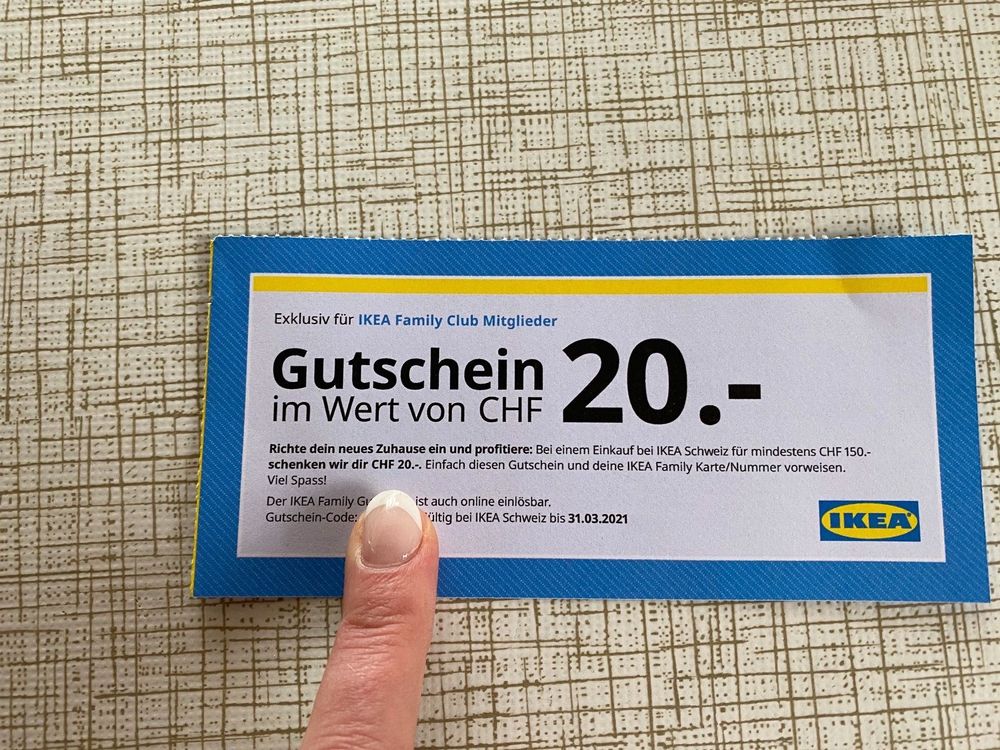 Exklusiv für IKEA Family Club Mitglieder
Gutschein
im Wert von CHF 20.-
Richte dein neues Zuhause ein und profitiere: Bei einem Einkauf bei IKEA Schweiz für mindestens CHF 150.-
schenken wir dir CHF 20.-. Einfach diesen Gutschein und deine IKEA Family Karte/Nummer vorweisen.
Viel Spass!
Der IKEA Family ist auch online einlösbar.
Gutschein-Code: bei IKEA Schweiz bis 31.03.2021
IKEA